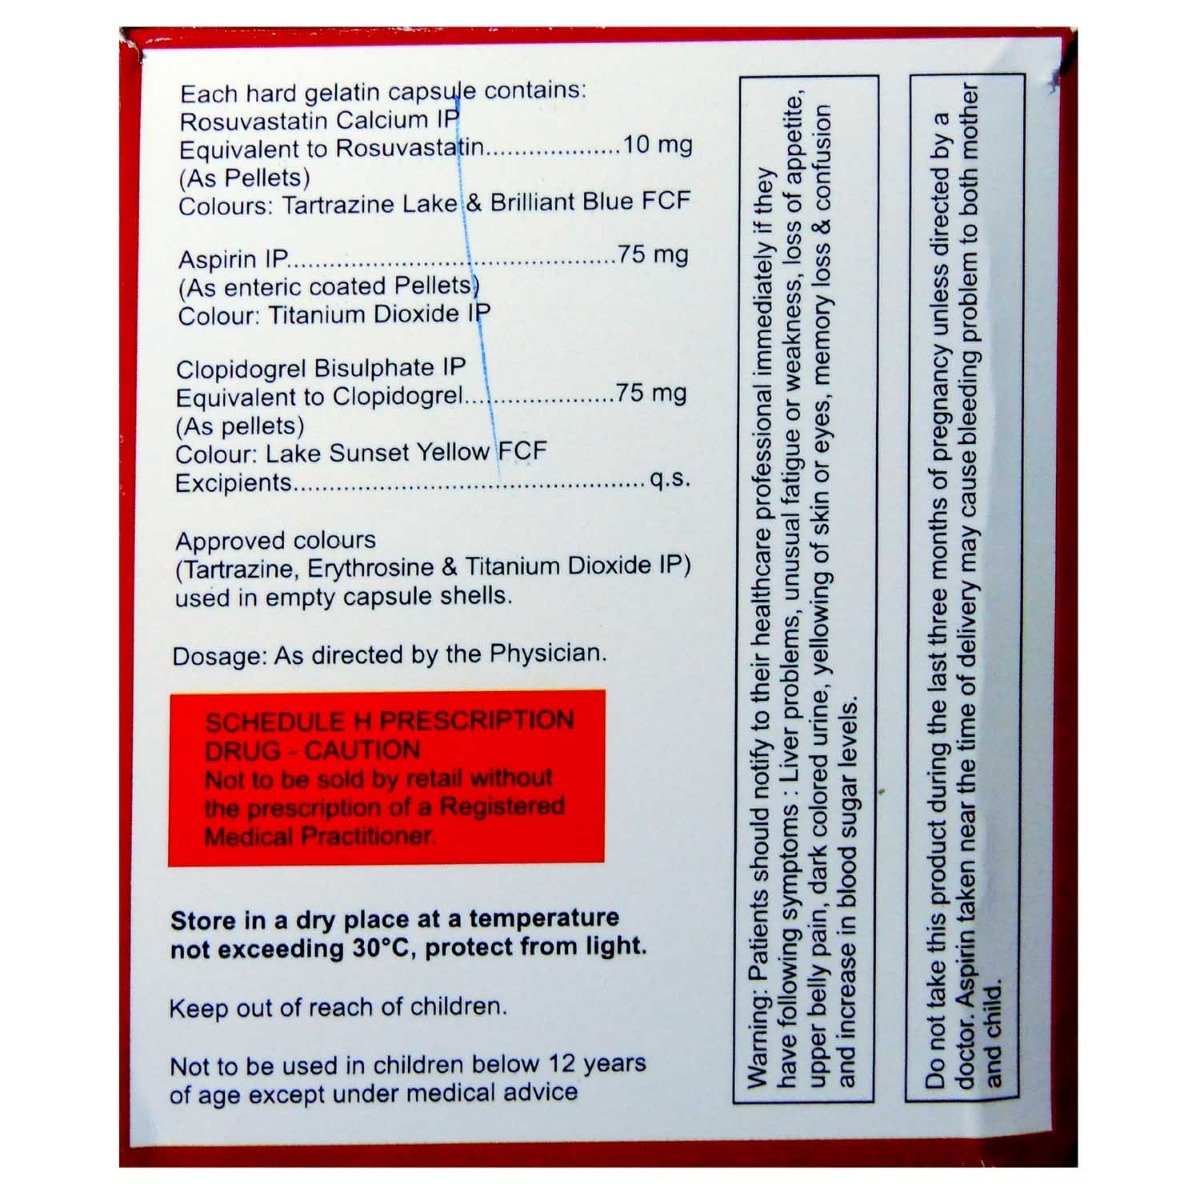 Each hard gelatin capsule contains:
Rosuvastatin Calcium IP
Equivalent to Rosuvastatin....................10 mg
(As Pellets)
Colours: Tartrazine Lake & Brilliant Blue FCF
Aspirin IP.................................................75 mg
(As enteric coated Pellets)
Colour: Titanium Dioxide IP
Clopidogrel Bisulphate IP
Equivalent to Clopidogrel......................75 mg
(As pellets)
Colour: Lake Sunset Yellow FCF
Excipients.................................................... q.s.
Approved colours
(Tartrazine, Erythrosine & Titanium Dioxide IP)
used in empty capsule shells.
Dosage: As directed by the Physician.
SCHEDULE H PRESCRIPTION
DRUG - CAUTION
Not to be sold by retail without
the prescription of a Registered
Medical Practitioner.
Store in a dry place at a temperature
not exceeding 30°C, protect from light.
Keep out of reach of children.
Not to be used in children below 12 years
of age except under medical advice
Warning: Patients should notify to their healthcare professional immediately if they
have following symptoms : Liver problems, unusual fatigue or weakness, loss of appetite,
upper belly pain, dark colored urine, yellowing of skin or eyes, memory loss & confusion
and increase in blood sugar levels.
Do not take this product during the last three months of pregnancy unless directed by a
doctor. Aspirin taken near the time of delivery may cause bleeding problem to both mother
and child.